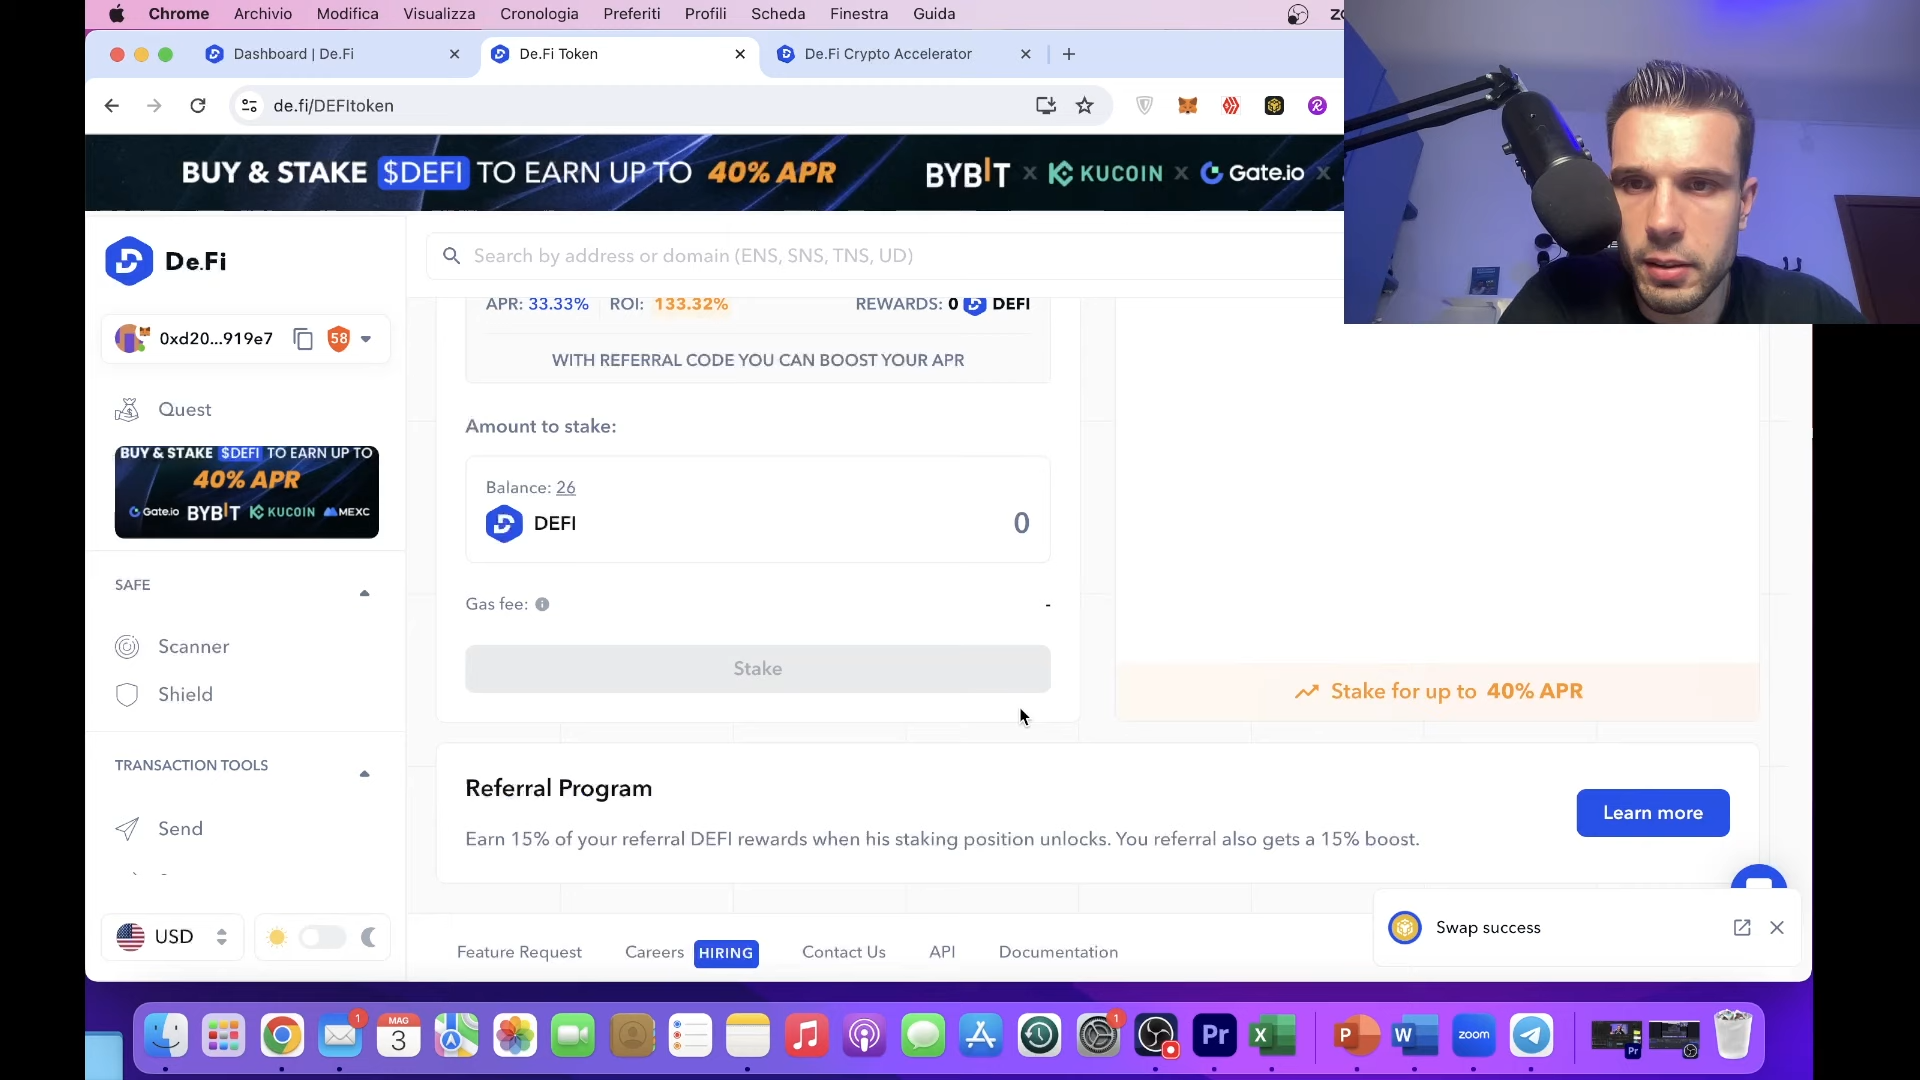 Chrome Archivio Modifica Visualizza Cronologia Preferiti Profili Scheda Finestra Guida
Dashboard | De.Fi
De.Fi Token
De.Fi Crypto Accelerator
de.fi/DEFItoken
BUY & STAKE $DEFI TO EARN UP TO 40% APR BYBIT x KUCOIN x Gate.io x
De.Fi
Search by address or domain (ENS, SNS, TNS, UD)
0xd20...919e7 58
Quest
BUY & STAKE $DEFI TO EARN UP TO
40% APR
Gate.io BYBIT KUCOIN MEXC
SAFE
Scanner
Shield
TRANSACTION TOOLS
Send
USD
APR: 33.33% ROI: 133.32% REWARDS: 0 DEFI
WITH REFERRAL CODE YOU CAN BOOST YOUR APR
Amount to stake:
Balance: 26
DEFI 0
Gas fee: -
Stake
Stake for up to 40% APR
Referral Program
Earn 15% of your referral DEFI rewards when his staking position unlocks. You referral also gets a 15% boost.
Learn more
Feature Request Careers HIRING Contact Us API Documentation
Swap success
1
MAG
3
1
Pr
X
P
W
zoom
Pr